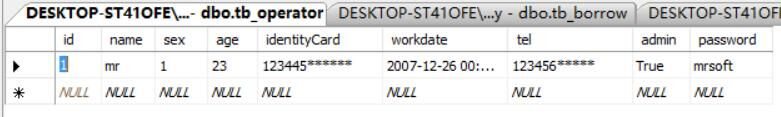 DESKTOP-ST41OFE\...- dbo.tb_operator DESKTOP-ST41OFE\...y - dbo.tb_borrow DESKTOP-ST41OFE
id name sex age identityCard workdate tel admin password
1 mr 1 23 123445****** 2007-12-26 00:... 123456***** True mrsoft
NULL NULL NULL NULL NULL NULL NULL NULL NULL